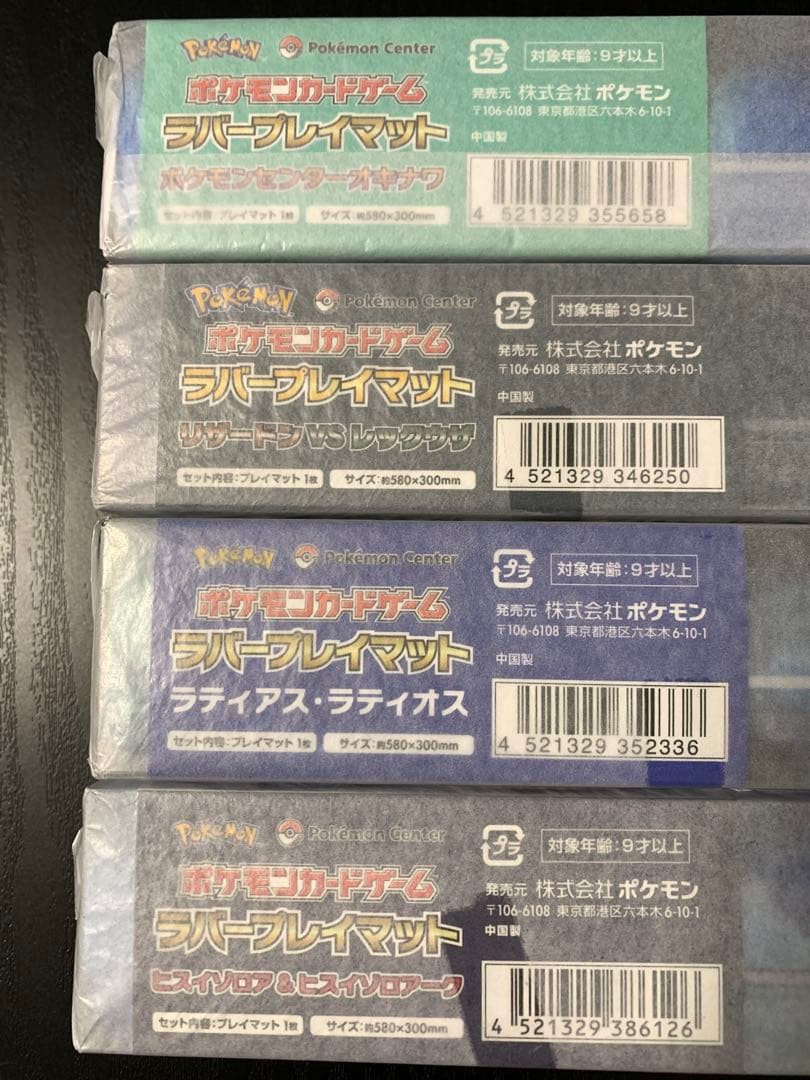 POKéMON Pokémon Center
ポケモンカードゲーム
ラバープレイマット
ポケモンセンターオキナワ
セット内容:プレイマット1枚 サイズ:約580×300mm
プラ 対象年齢:9才以上
発売元 株式会社 ポケモン
〒106-6108 東京都港区六本木6-10-1
中国製
4 521329 355658
POKéMON Pokémon Center
ポケモンカードゲーム
ラバープレイマット
リザードン VS レックウザ
セット内容:プレイマット1枚 サイズ:約580×300mm
プラ 対象年齢:9才以上
発売元 株式会社 ポケモン
〒106-6108 東京都港区六本木6-10-1
中国製
4 521329 346250
POKéMON Pokémon Center
ポケモンカードゲーム
ラバープレイマット
ラティアス・ラティオス
セット内容:プレイマット1枚 サイズ:約580×300mm
プラ 対象年齢:9才以上
発売元 株式会社 ポケモン
〒106-6108 東京都港区六本木6-10-1
中国製
4 521329 352336
POKéMON Pokémon Center
ポケモンカードゲーム
ラバープレイマット
ヒスイゾロア&ヒスイゾロアーク
セット内容:プレイマット1枚 サイズ:約580×300mm
プラ 対象年齢:9才以上
発売元 株式会社 ポケモン
〒106-6108 東京都港区六本木6-10-1
中国製
4 521329 386126